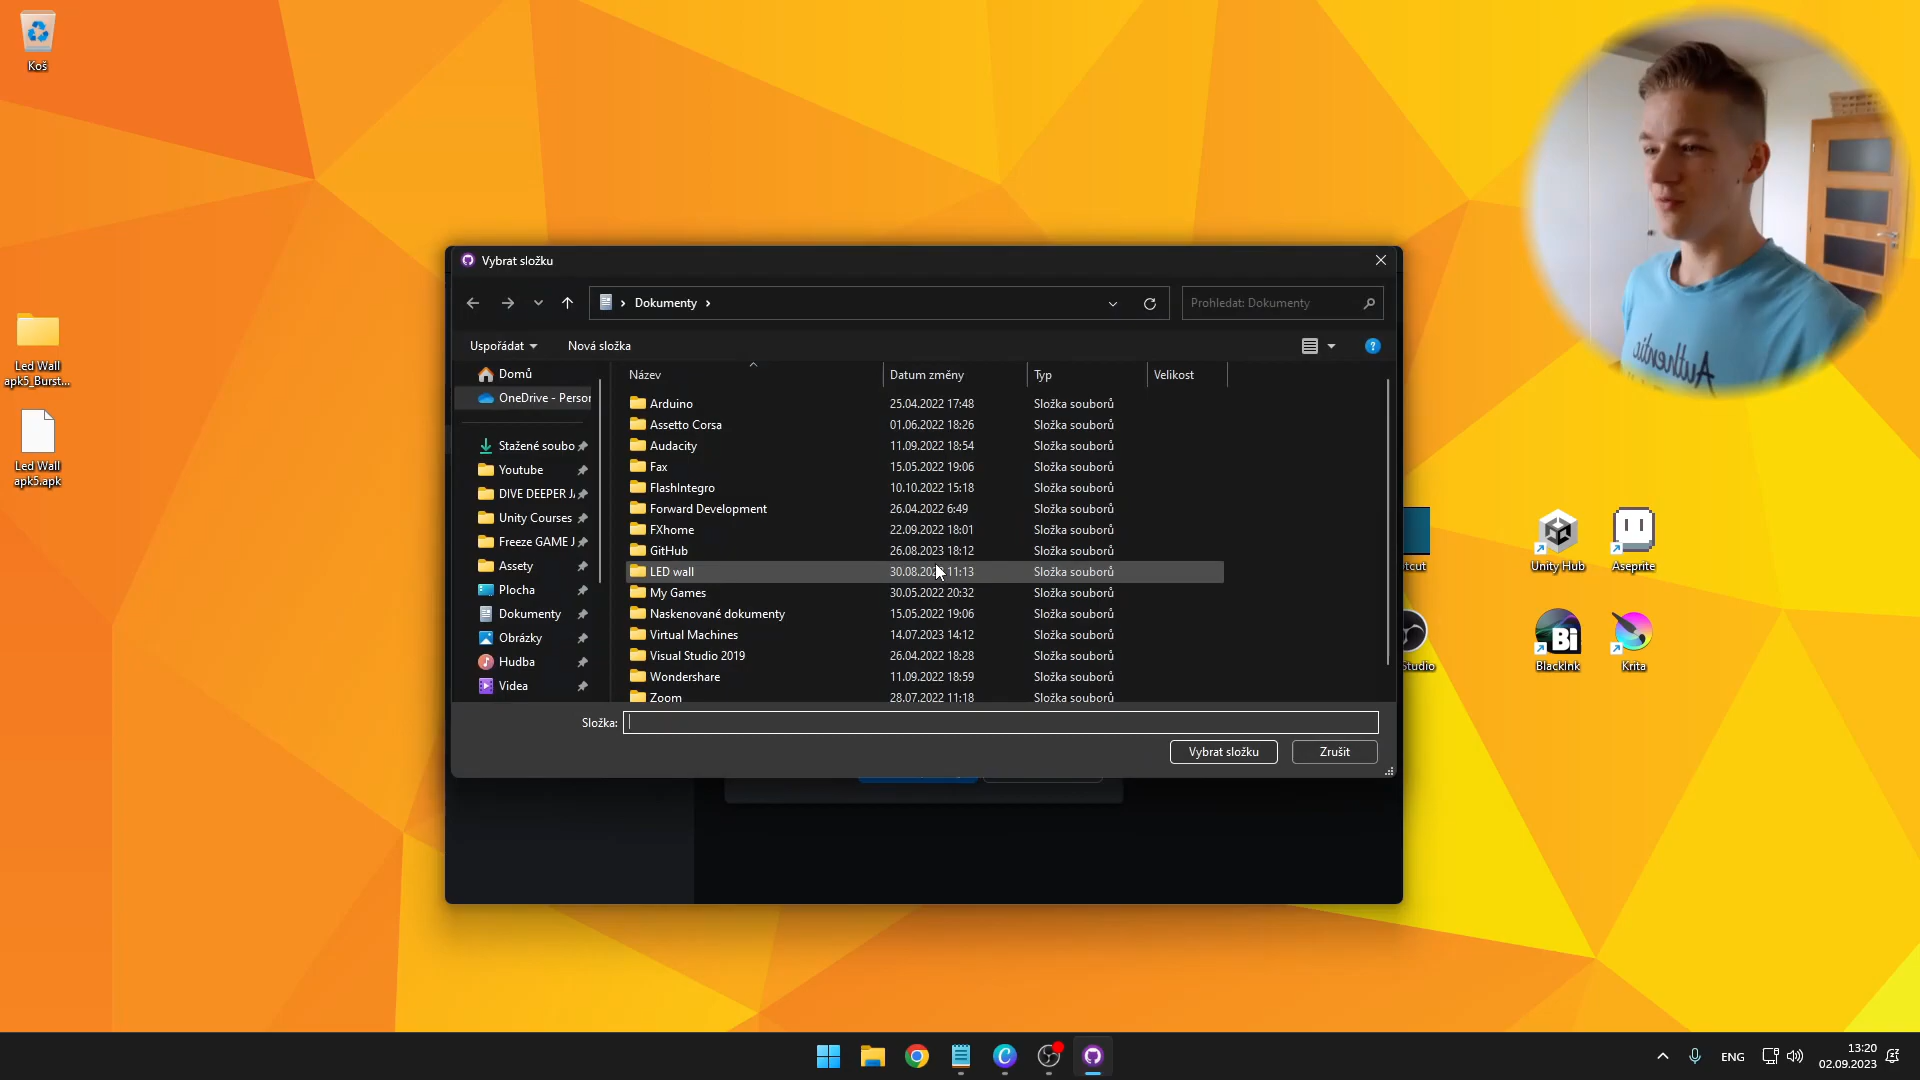 Koš
Led Wall
apk5_Burst...
Led Wall
apk5.apk
Vybrat složku
Dokumenty
Prohledat: Dokumenty
Uspořádat
Nová složka
Domů
OneDrive - Person
Stažené soubo
Youtube
DIVE DEEPER J
Unity Courses
Freeze GAME J
Assety
Plocha
Dokumenty
Obrázky
Hudba
Videa
Název Datum změny Typ Velikost
Arduino 25.04.2022 17:48 Složka souborů
Assetto Corsa 01.06.2022 18:26 Složka souborů
Audacity 11.09.2022 18:54 Složka souborů
Fax 15.05.2022 19:06 Složka souborů
FlashIntegro 10.10.2022 15:18 Složka souborů
Forward Development 26.04.2022 6:49 Složka souborů
FXhome 22.09.2022 18:01 Složka souborů
GitHub 26.08.2023 18:12 Složka souborů
LED wall 30.08.20 11:13 Složka souborů
My Games 30.05.2022 20:32 Složka souborů
Naskenované dokumenty 15.05.2022 19:06 Složka souborů
Virtual Machines 14.07.2023 14:12 Složka souborů
Visual Studio 2019 26.04.2022 18:28 Složka souborů
Wondershare 11.09.2022 18:59 Složka souborů
Zoom 28.07.2022 11:18 Složka souborů
Složka:
Vybrat složku
Zrušit
tcut
Unity Hub
Aseprite
Studio
Bi
BlackInk
Krita
Authentic
ENG
13:20
02.09.2023